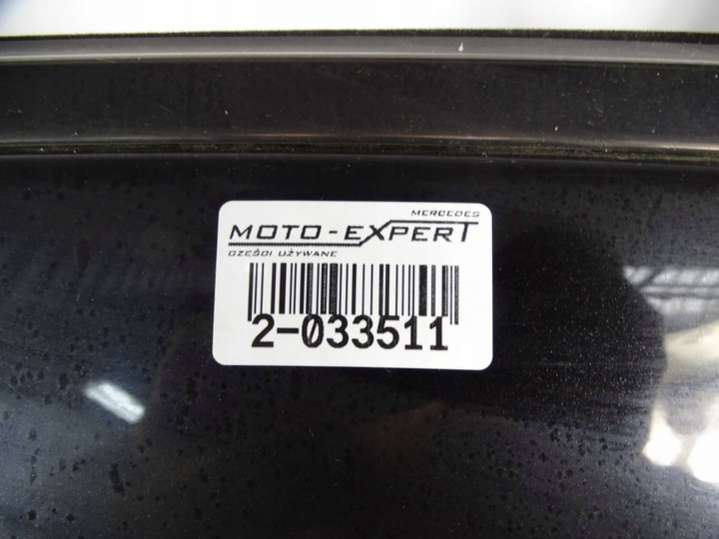 MERCEDES
MOTO-EXPERT
CZĘŚCI UŻYWANE
2-033511